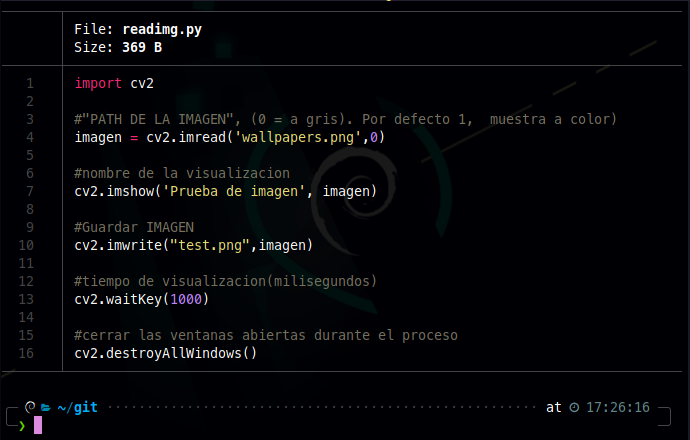 File: readimg.py
Size: 369 B
1 import cv2
2
3 #"PATH DE LA IMAGEN", (0 = a gris). Por defecto 1,  muestra a color)
4 imagen = cv2.imread('wallpapers.png',0)
5
6 #nombre de la visualizacion
7 cv2.imshow('Prueba de imagen', imagen)
8
9 #Guardar IMAGEN
10 cv2.imwrite("test.png",imagen)
11
12 #tiempo de visualizacion(milisegundos)
13 cv2.waitKey(1000)
14
15 #cerrar las ventanas abiertas durante el proceso
16 cv2.destroyAllWindows()
~/git at 17:26:16
❯